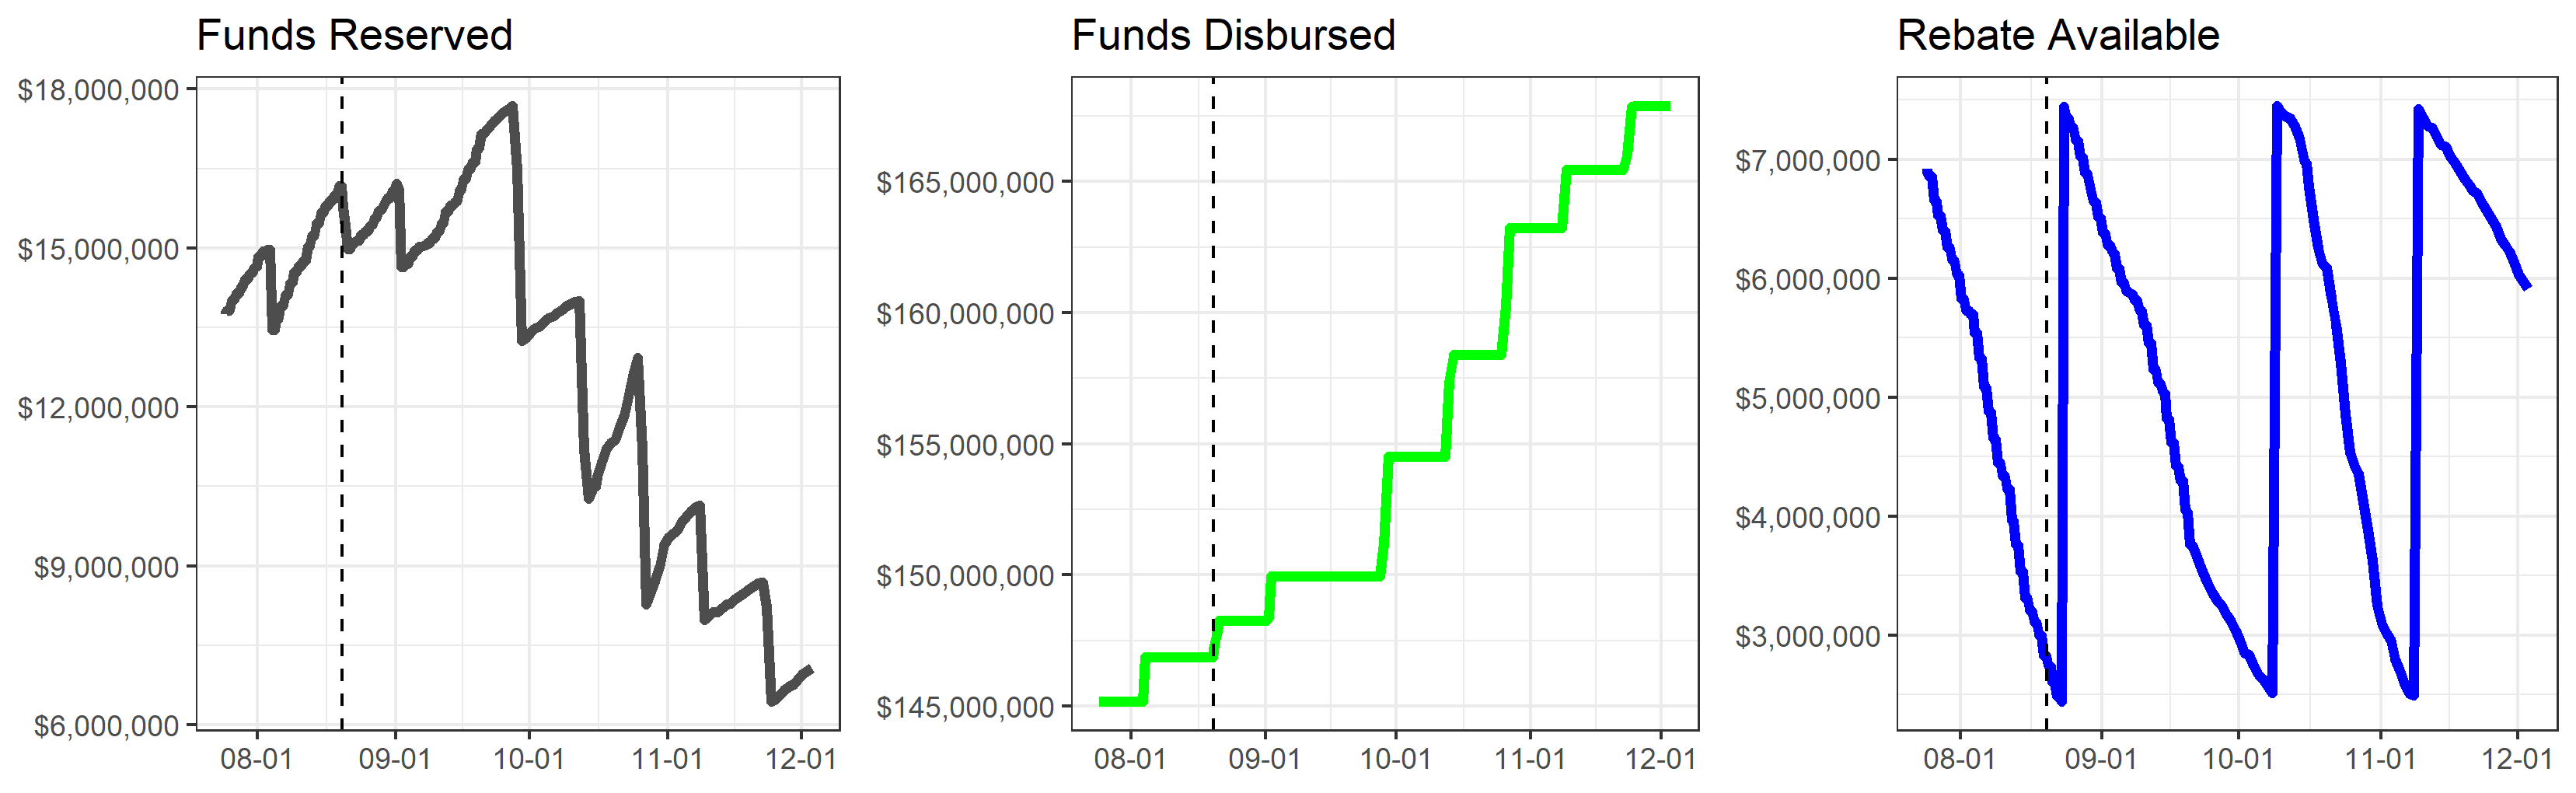 Funds Reserved
$18,000,000
$15,000,000
$12,000,000
$9,000,000
$6,000,000
08-01 09-01 10-01 11-01 12-01
Funds Disbursed
$165,000,000
$160,000,000
$155,000,000
$150,000,000
$145,000,000
08-01 09-01 10-01 11-01 12-01
Rebate Available
$7,000,000
$6,000,000
$5,000,000
$4,000,000
$3,000,000
08-01 09-01 10-01 11-01 12-01